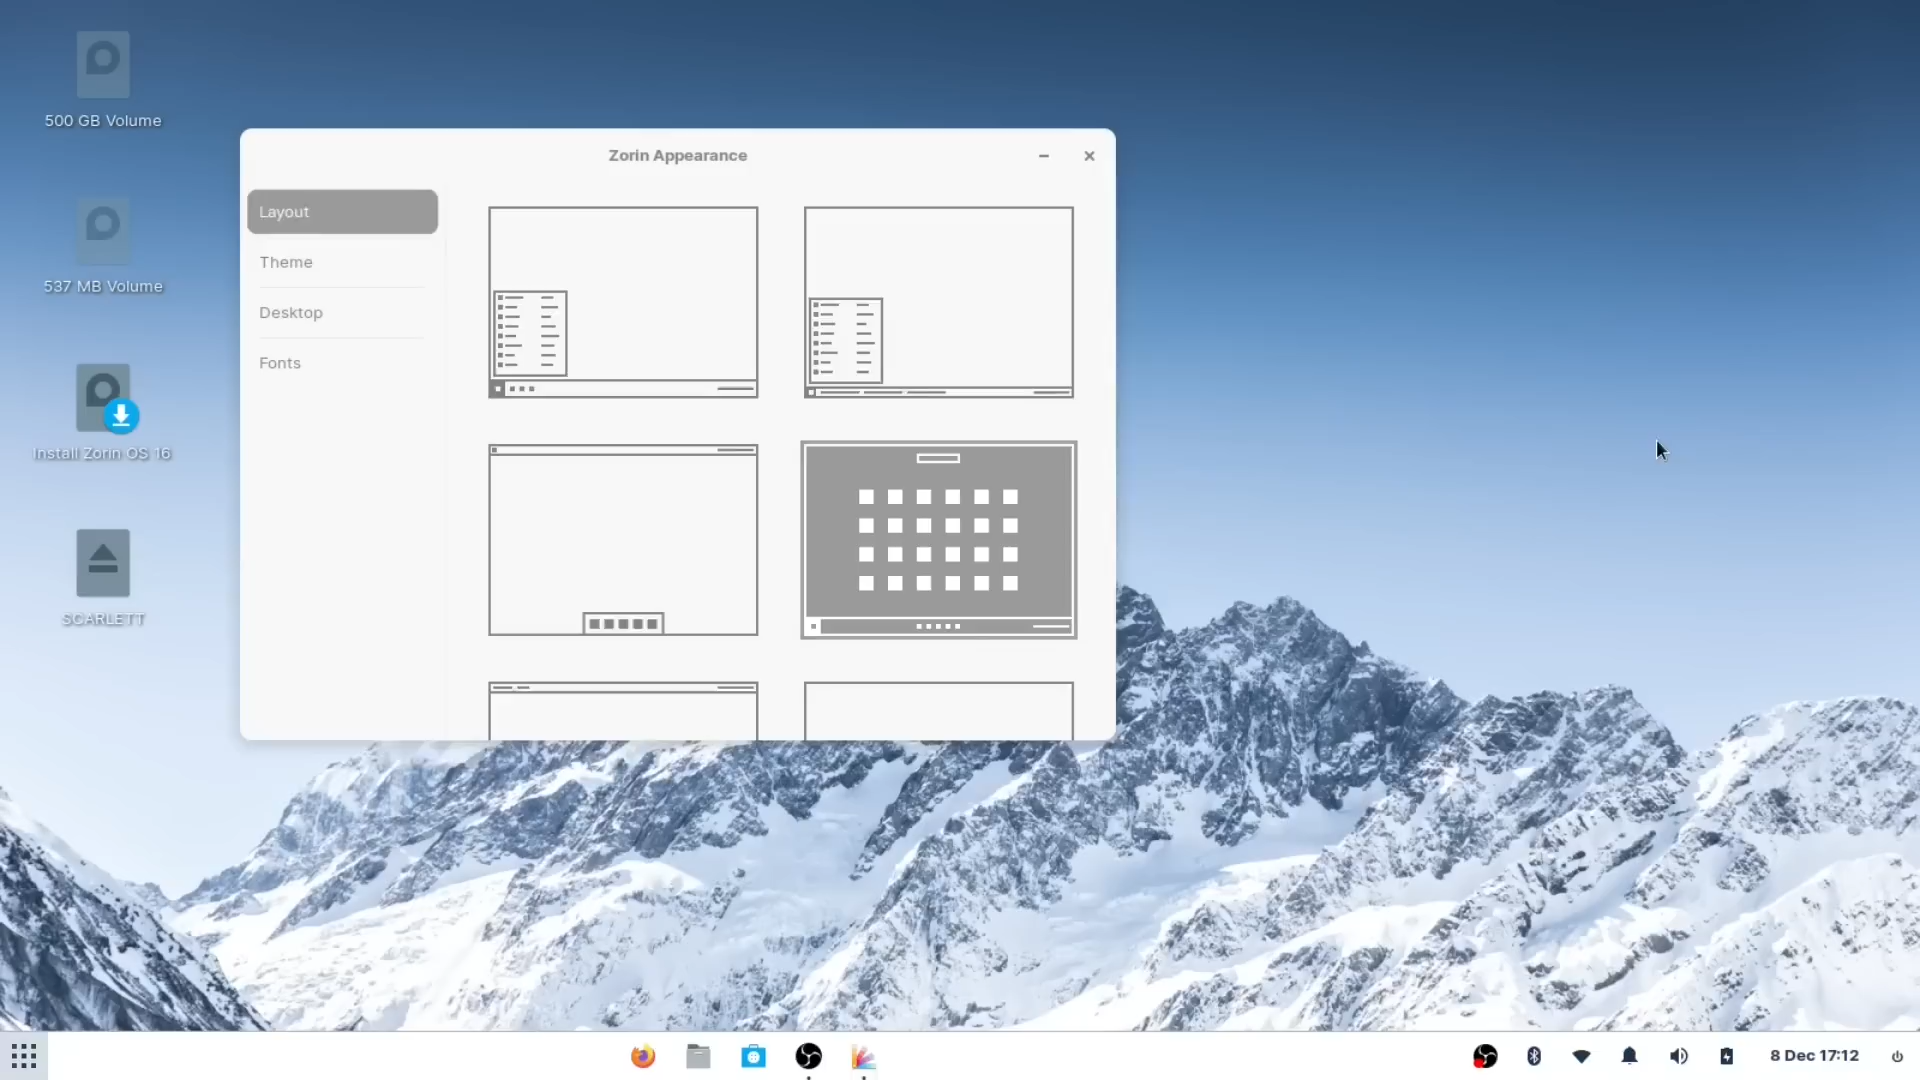 500 GB Volume
537 MB Volume
Install Zorin OS 16
SCARLETT
Zorin Appearance
Layout
Theme
Desktop
Fonts
8 Dec 17:12